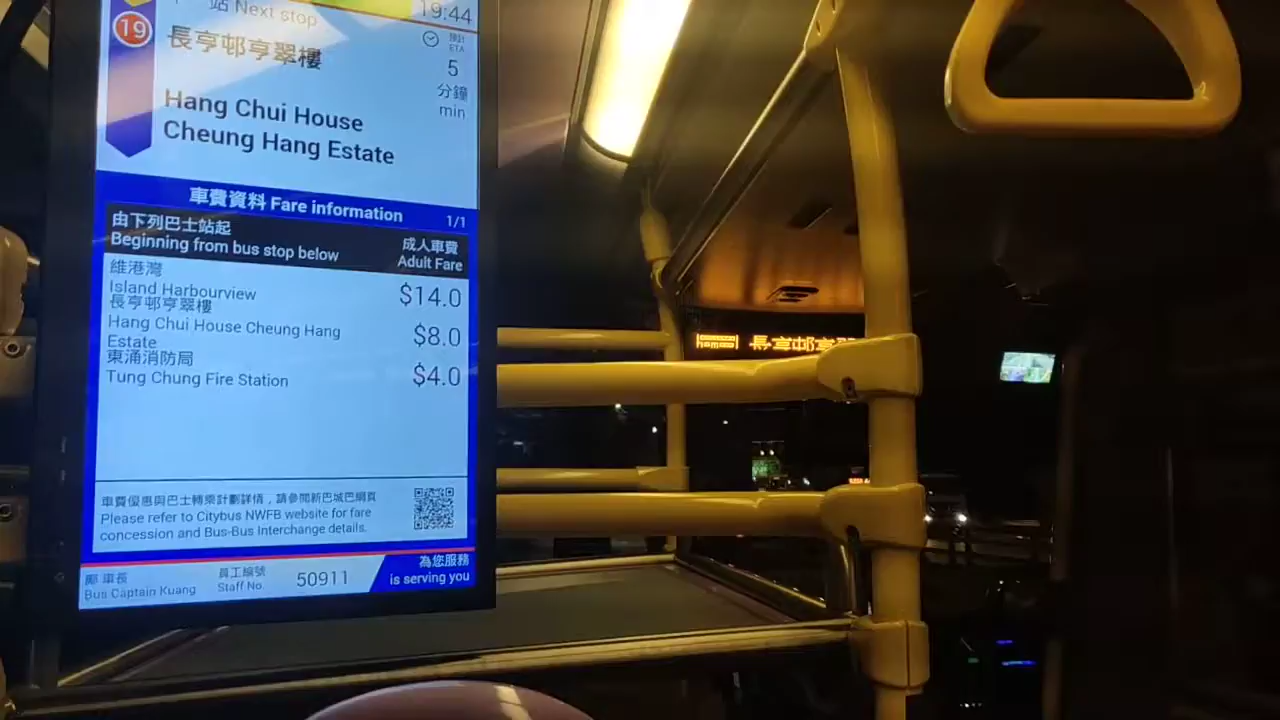 站 Next stop
19:44
19
長亨邨亨翠樓
預計
ETA
5
分鐘
min
Hang Chui House
Cheung Hang Estate
車費資料 Fare information
1/1
由下列巴士站起
Beginning from bus stop below
成人車費
Adult Fare
維港灣
Island Harbourview
$14.0
長亨邨亨翠樓
Hang Chui House Cheung Hang
Estate
$8.0
東涌消防局
Tung Chung Fire Station
$4.0
車費優惠與巴士轉乘計劃詳情，請參閱新巴城巴網頁
Please refer to Citybus NWFB website for fare
concession and Bus-Bus Interchange details.
鄺 車長
Bus Captain Kuang
員工編號
Staff No.
50911
為您服務
is serving you
長亨邨亨翠